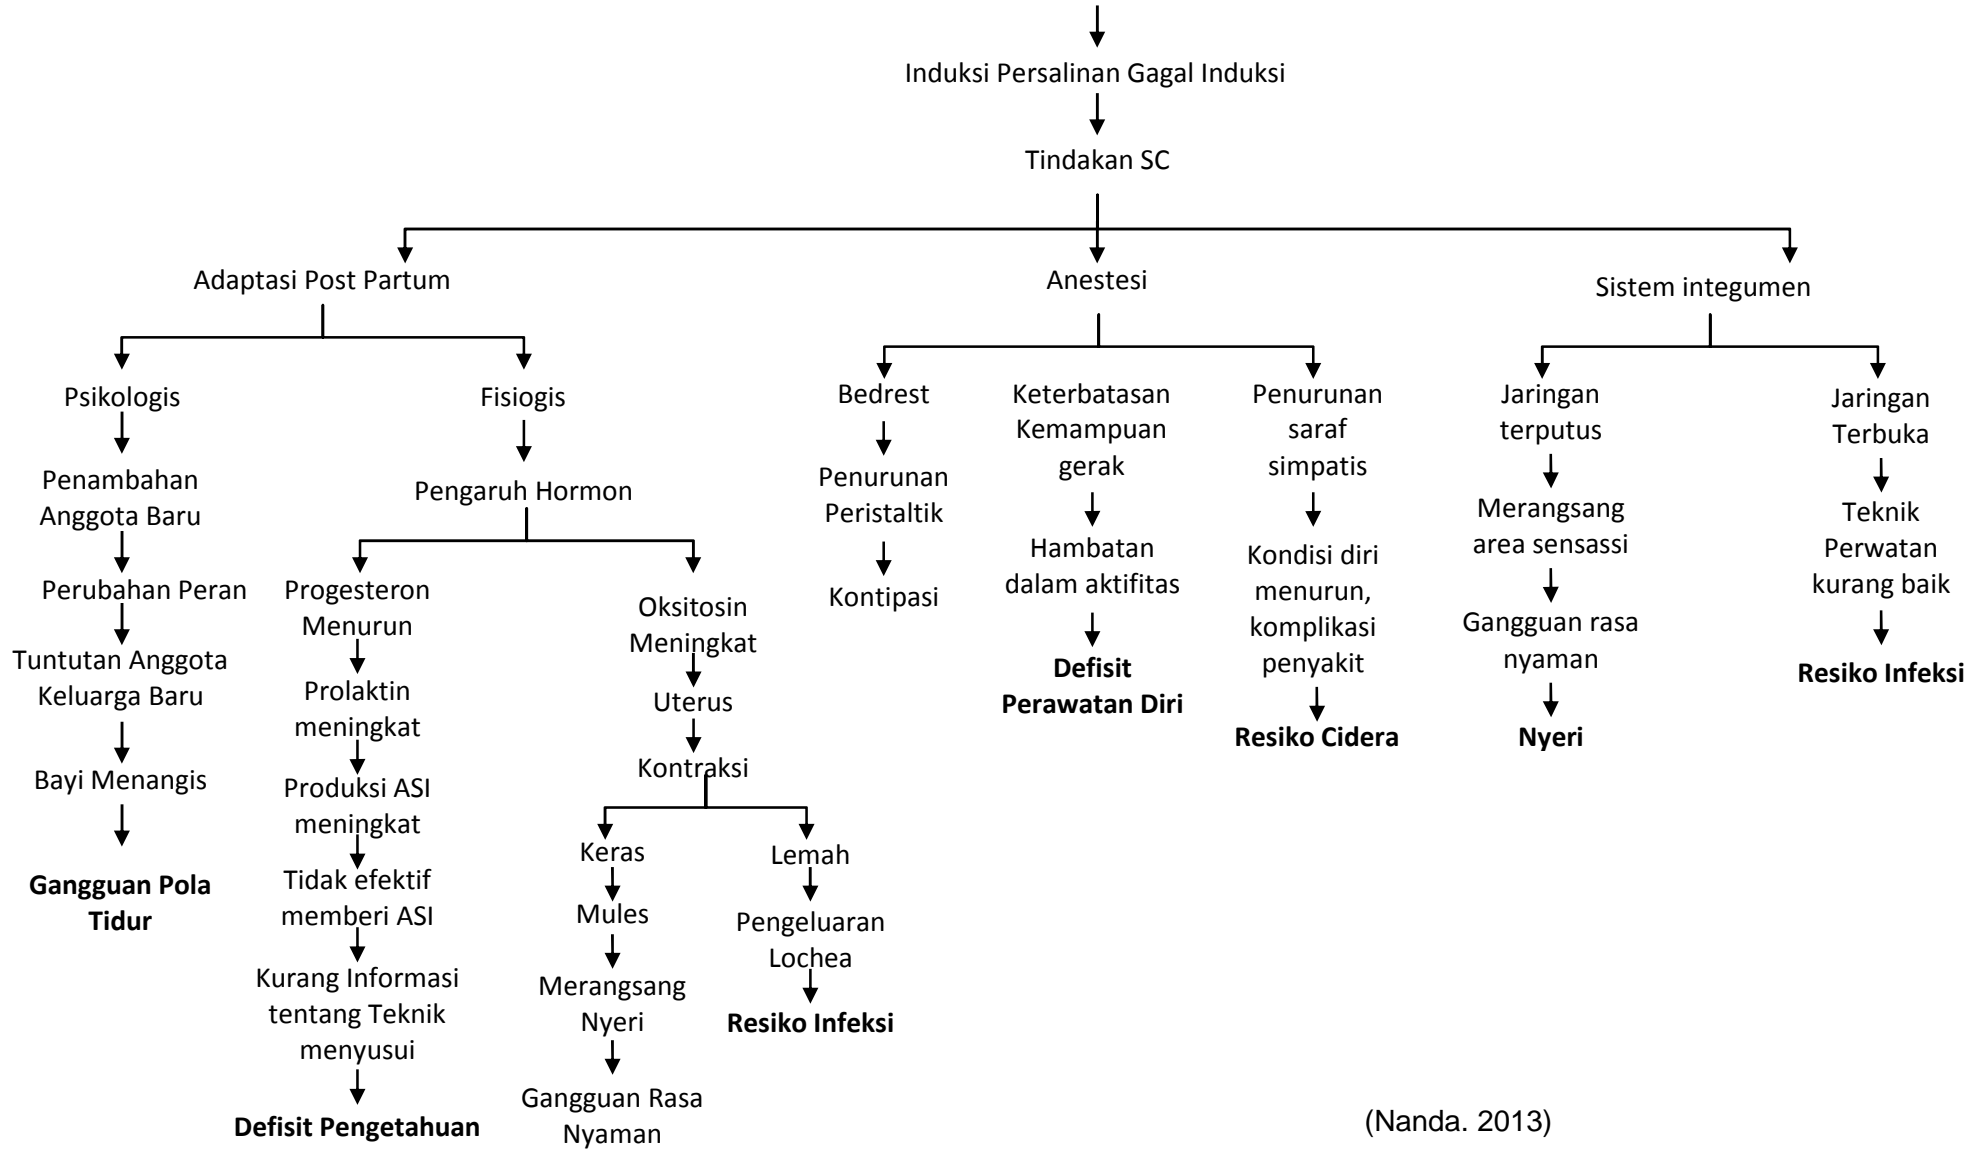 Induksi Persalinan Gagal Induksi
Tindakan SC
Adaptasi Post Partum
Anestesi
Sistem integumen
Psikologis
Penambahan
Anggota Baru
Perubahan Peran
Tuntutan Anggota
Keluarga Baru
Bayi Menangis
Gangguan Pola
Tidur
Fisiogis
Pengaruh Hormon
Progesteron
Menurun
Prolaktin
meningkat
Produksi ASI
meningkat
Tidak efektif
memberi ASI
Kurang Informasi
tentang Teknik
menyusui
Defisit Pengetahuan
Oksitosin
Meningkat
Uterus
Kontraksi
Keras
Mules
Merangsang
Nyeri
Gangguan Rasa
Nyaman
Lemah
Pengeluaran
Lochea
Resiko Infeksi
Bedrest
Penurunan
Peristaltik
Kontipasi
Keterbatasan
Kemampuan
gerak
Hambatan
dalam aktifitas
Defisit
Perawatan Diri
Penurunan
saraf
simpatis
Kondisi diri
menurun,
komplikasi
penyakit
Resiko Cidera
Jaringan
terputus
Merangsang
area sensassi
Gangguan rasa
nyaman
Nyeri
Jaringan
Terbuka
Teknik
Perwatan
kurang baik
Resiko Infeksi
(Nanda. 2013)